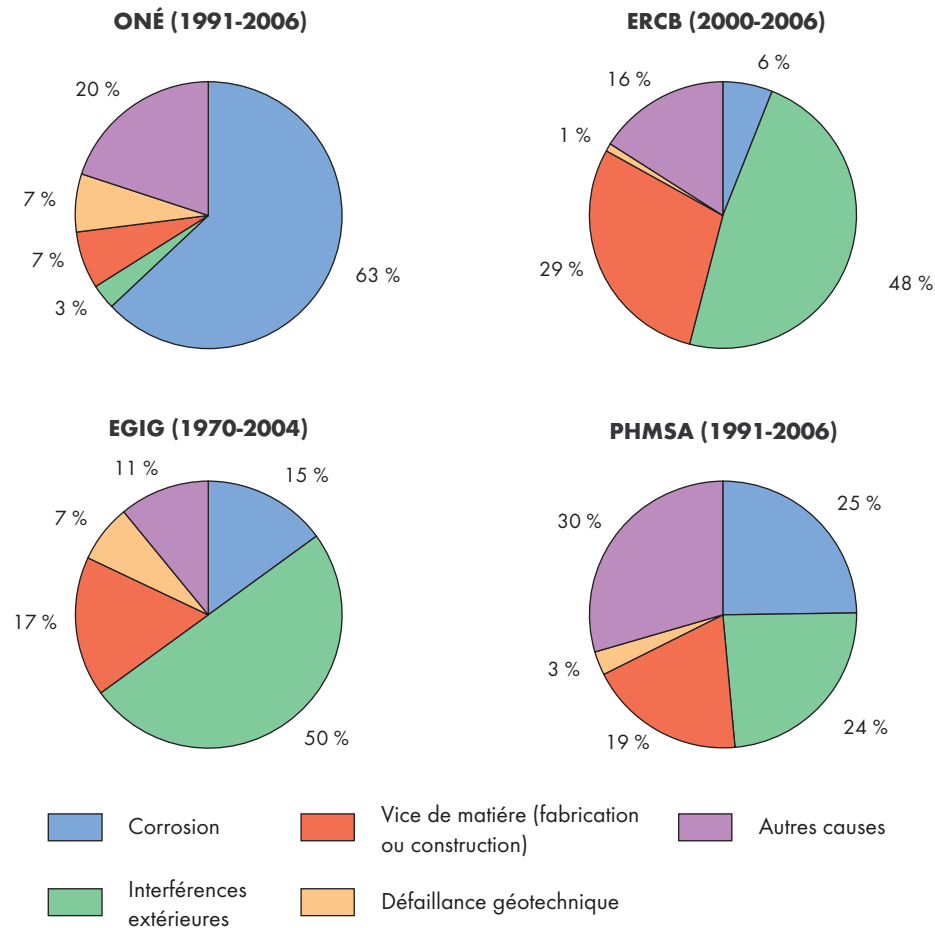 ONÉ (1991-2006)
20 %
7 %
7 %
3 %
63 %
ERCB (2000-2006)
6 %
16 %
1 %
29 %
48 %
EGIG (1970-2004)
11 %
15 %
7 %
17 %
50 %
PHMSA (1991-2006)
25 %
30 %
3 %
19 %
24 %
Corrosion
Vice de matiére (fabrication
ou construction)
Autres causes
Interférences
extérieures
Défaillance géotechnique